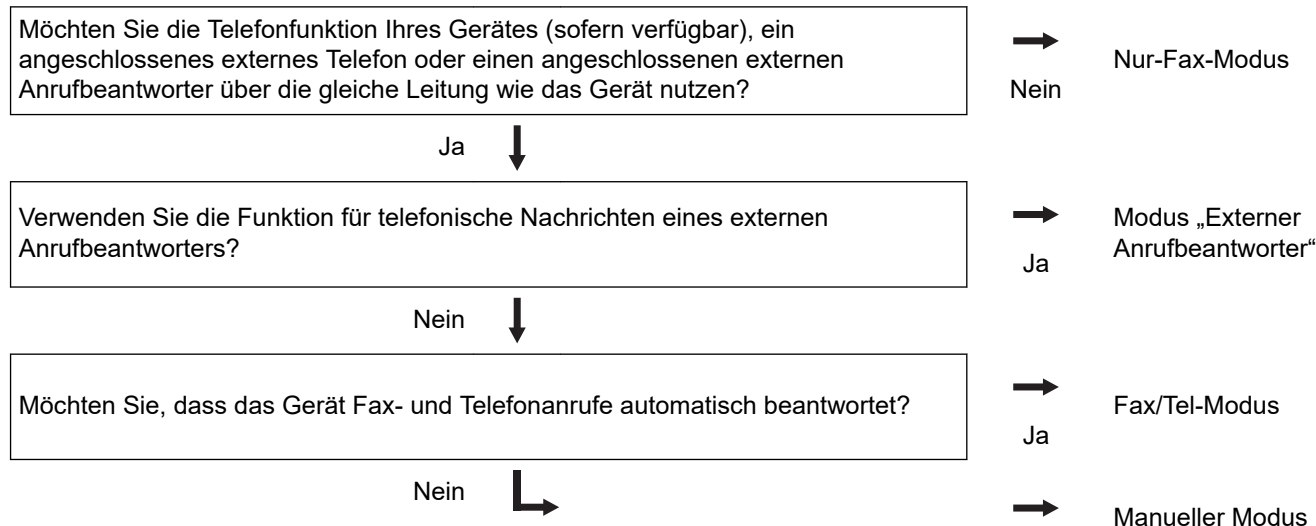 Möchten Sie die Telefonfunktion Ihres Gerätes (sofern verfügbar), ein
angeschlossenes externes Telefon oder einen angeschlossenen externen
Anrufbeantworter über die gleiche Leitung wie das Gerät nutzen?
Nein
Nur-Fax-Modus
Ja
Verwenden Sie die Funktion für telefonische Nachrichten eines externen
Anrufbeantworters?
Ja
Modus „Externer
Anrufbeantworter“
Nein
Möchten Sie, dass das Gerät Fax- und Telefonanrufe automatisch beantwortet?
Ja
Fax/Tel-Modus
Nein
Manueller Modus